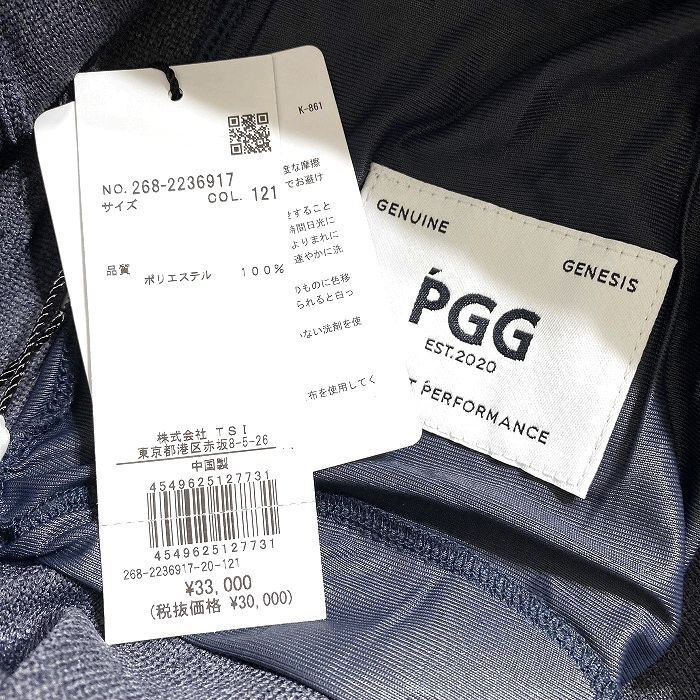 K-861
NO. 268-2236917
サイズ COL. 121
品質 ポリエステル 100%
株式会社 TSI
東京都港区赤坂8-5-26
中国製
4549625127731
4549625127731
268-2236917-20-121
¥33,000
(税抜価格 ¥30,000)
な摩擦
でお避け
すること
時間日光に
よりまれに
速やかに洗
のものに色移
られると白っ
ない洗剤を使
布を使用してく
GENUINE
GENESIS
PGG
EST.2020
PERFORMANCE